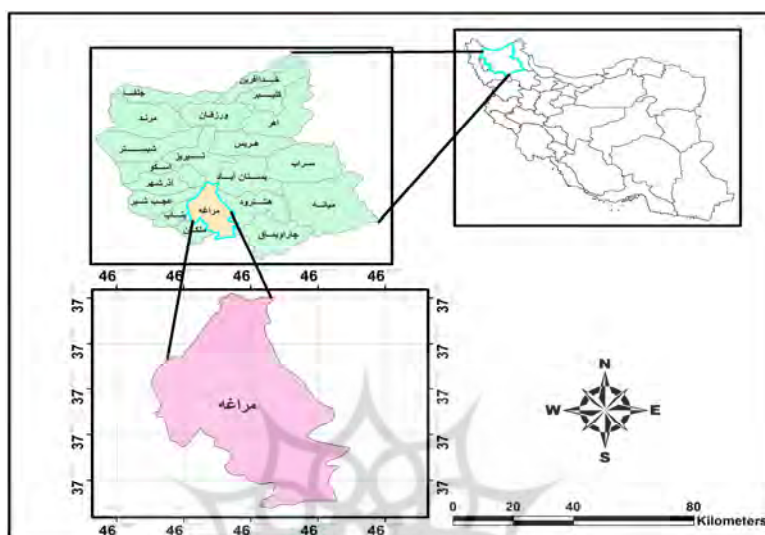 خداآفرین
جلفا
کلیبر
مرند
ورزقان
اهر
هریس
شبستر
تبریز
سراب
اسکو
بستان آباد
آذرشهر
میانه
هشترود
عجب شیر
مراغه
بناب
ملکان
چاراویماق
46 46 46 46 46
37
37
37
37
37
37
37
37
37
37
مراغه
46 46 46 46 46
N
W E
S
0 20 40 80
Kilometers